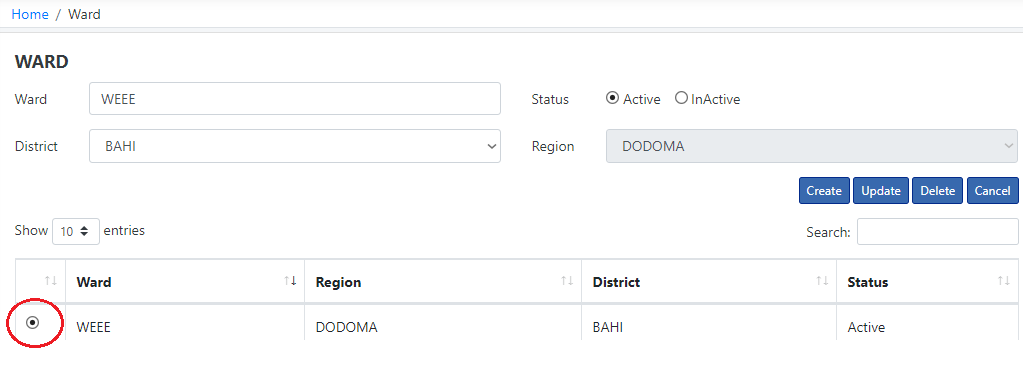 Home / Ward
WARD
Ward WEEE Status Active InActive
District BAHI Region DODOMA
Create Update Delete Cancel
Show 10 entries Search:
Ward Region District Status
WEEE DODOMA BAHI Active